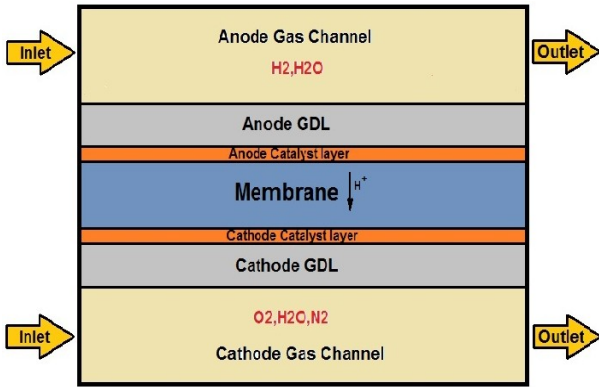 Anode Gas Channel
Inlet
Outlet
H2,H2O
Anode GDL
Anode Catalyst layer
Membrane
H+
Cathode Catalyst layer
Cathode GDL
O2,H2O,N2
Inlet
Outlet
Cathode Gas Channel